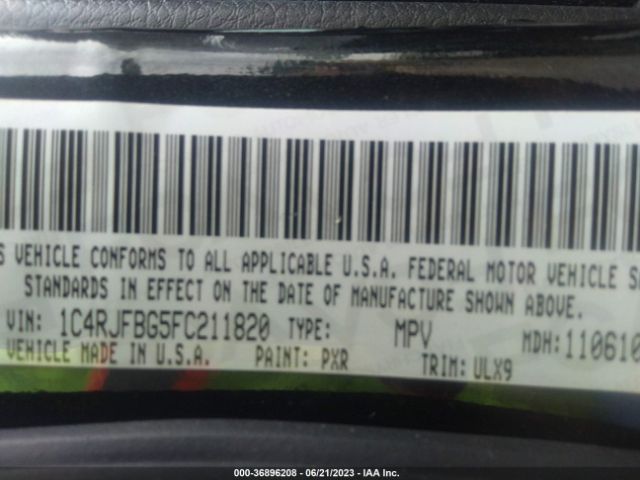 S VEHICLE CONFORMS TO ALL APPLICABLE U.S.A. FEDERAL MOTOR VEHICLE S
STANDARDS IN EFFECT ON THE DATE OF MANUFACTURE SHOWN ABOVE.
VIN: 1C4RJFBG5FC211820 TYPE: MPV MDH: 110610
VEHICLE MADE IN U.S.A. PAINT: PXR TRIM: ULX9
000-36896208 - 06/21/2023 - IAA Inc.